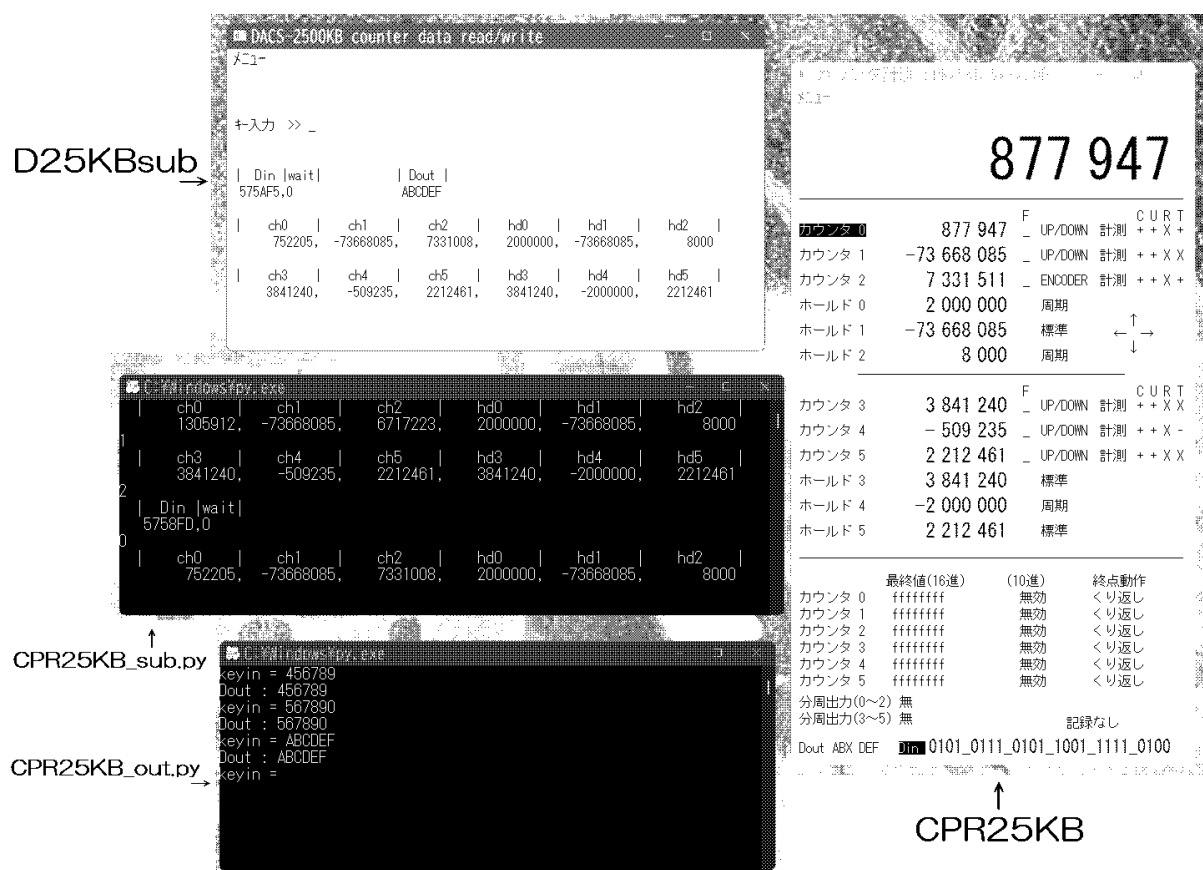 DACS-2500KB counter data read/write
メニュー
キー入力 >> _
D25KBsub
| Din |wait| | Dout |
575AF5,0 ABCDEF
| ch0 | ch1 | ch2 | hd0 | hd1 | hd2 |
752205, -73668085, 7331008, 2000000, -73668085, 8000
| ch3 | ch4 | ch5 | hd3 | hd4 | hd5 |
3841240, -509235, 2212461, 3841240, -2000000, 2212461
C:¥Windows¥py.exe
| ch0 | ch1 | ch2 | hd0 | hd1 | hd2 |
1305912, -73668085, 6717223, 2000000, -73668085, 8000
1
| ch3 | ch4 | ch5 | hd3 | hd4 | hd5 |
3841240, -509235, 2212461, 3841240, -2000000, 2212461
2
| Din |wait|
5758FD,0
0
| ch0 | ch1 | ch2 | hd0 | hd1 | hd2 |
752205, -73668085, 7331008, 2000000, -73668085, 8000
CPR25KB_sub.py
C:¥Windows¥py.exe
keyin = 456789
Dout : 456789
keyin = 567890
Dout : 567890
keyin = ABCDEF
Dout : ABCDEF
keyin =
CPR25KB_out.py
メニュー
877 947
F C U R T
カウンタ 0 877 947 _ UP/DOWN 計測 + + X +
カウンタ 1 -73 668 085 _ UP/DOWN 計測 + + X X
カウンタ 2 7 331 511 _ ENCODER 計測 + + X +
ホールド 0 2 000 000 周期
ホールド 1 -73 668 085 標準 ← ↑ ↓ →
ホールド 2 8 000 周期
F C U R T
カウンタ 3 3 841 240 _ UP/DOWN 計測 + + X X
カウンタ 4 - 509 235 _ UP/DOWN 計測 + + X -
カウンタ 5 2 212 461 _ UP/DOWN 計測 + + X X
ホールド 3 3 841 240 標準
ホールド 4 -2 000 000 周期
ホールド 5 2 212 461 標準
最終値(16進) (10進) 終点動作
カウンタ 0 ffffffff 無効 くり返し
カウンタ 1 ffffffff 無効 くり返し
カウンタ 2 ffffffff 無効 くり返し
カウンタ 3 ffffffff 無効 くり返し
カウンタ 4 ffffffff 無効 くり返し
カウンタ 5 ffffffff 無効 くり返し
分周出力(0～2) 無
分周出力(3～5) 無 記録なし
Dout ABX DEF Din 0101_0111_0101_1001_1111_0100
CPR25KB